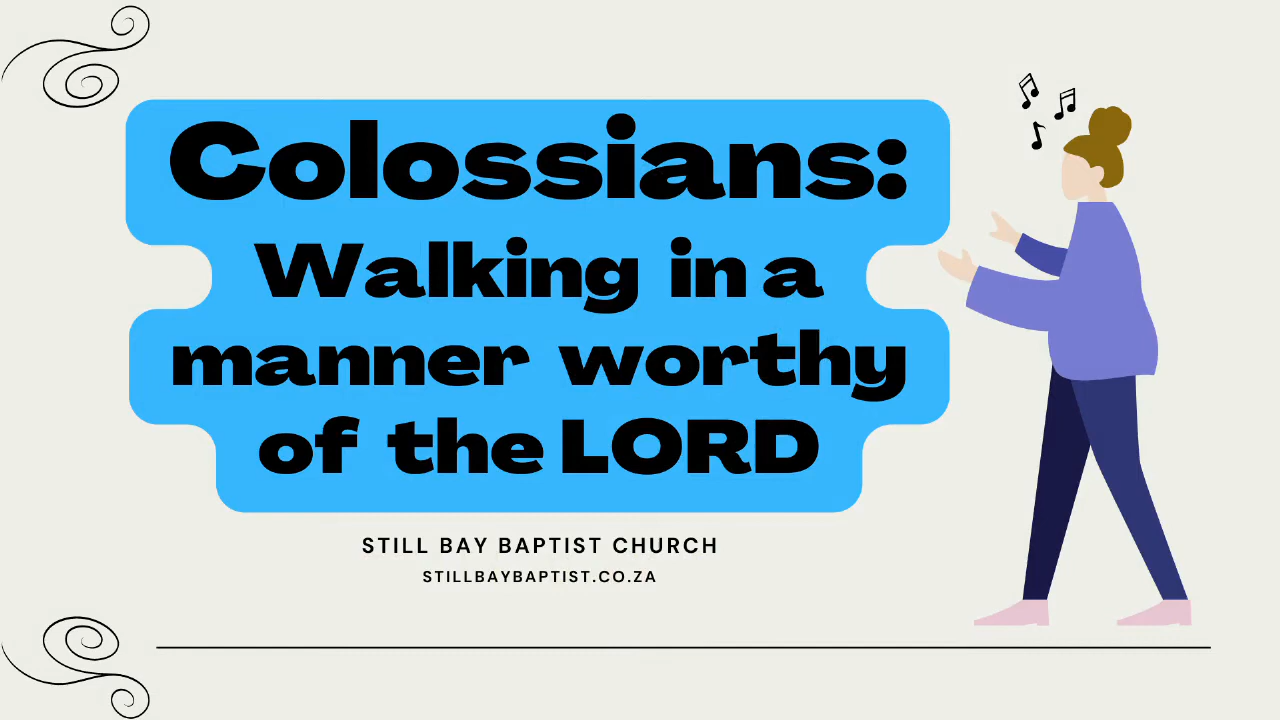 Colossians:
Walking in a
manner worthy
of the LORD
STILL BAY BAPTIST CHURCH
STILLBAYBAPTIST.CO.ZA